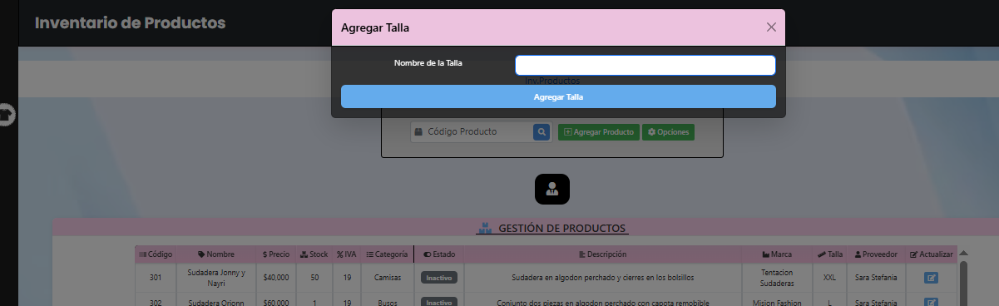 Inventario de Productos
Agregar Talla
Nombre de la Talla
Inv.Productos
Agregar Talla
Código Producto
Agregar Producto
Opciones
GESTIÓN DE PRODUCTOS
Código Nombre $ Precio Stock % IVA Categoría Estado Descripción Marca Talla Proveedor Actualizar
301 Sudadera Jonny y Nayri $40,000 50 19 Camisas Inactivo Sudadera en algodon perchado y cierres en los bolsillos Tentacion Sudaderas XXL Sara Stefania
302 Sudadera Orionn $60,000 1 19 Busos Inactivo Conjunto dos piezas en algodon perchado con capota remobible Mision Fashion L Sara Stefania